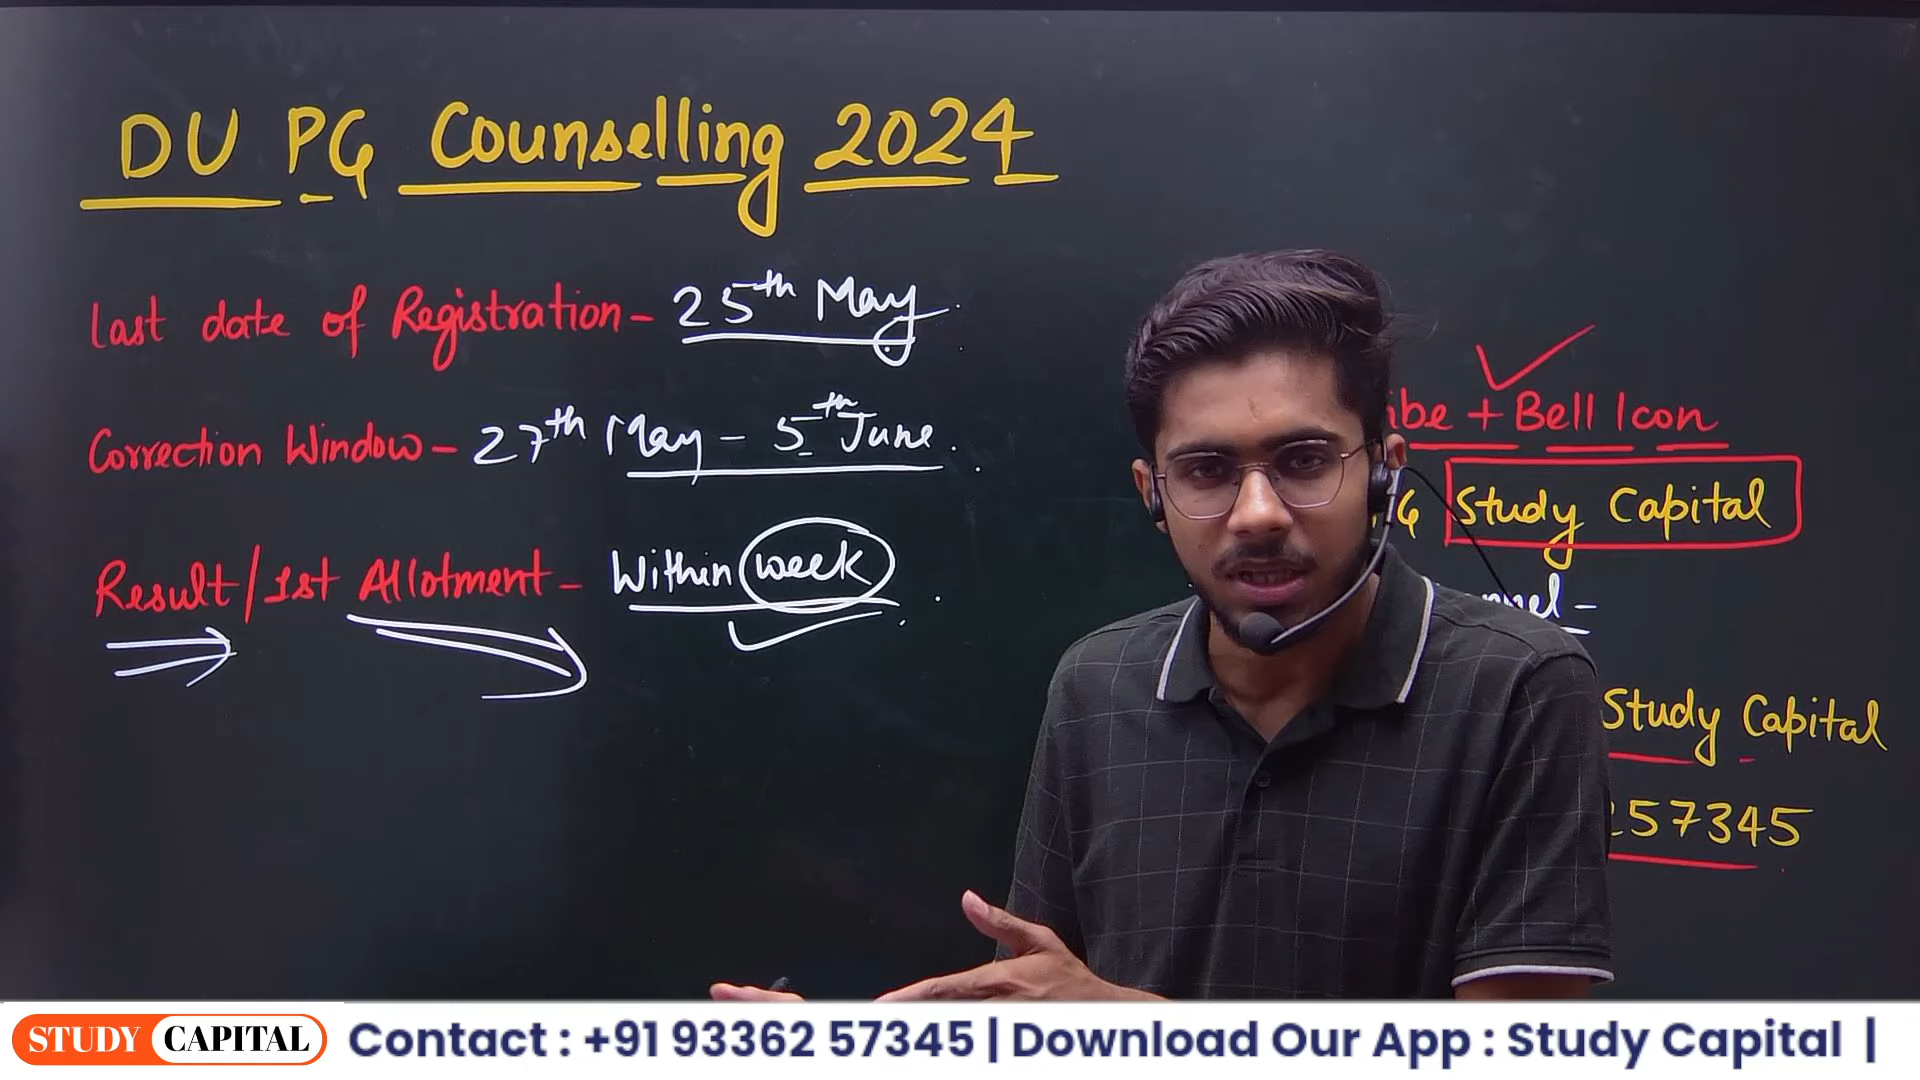 DU PG Counselling 2024
last date of Registration - 25th May.
Correction Window - 27th May - 5th June.
Result/1st Allotment - Within week.
+ Bell Icon
Study Capital
Study Capital
257345
STUDY CAPITAL Contact : +91 93362 57345 | Download Our App : Study Capital |